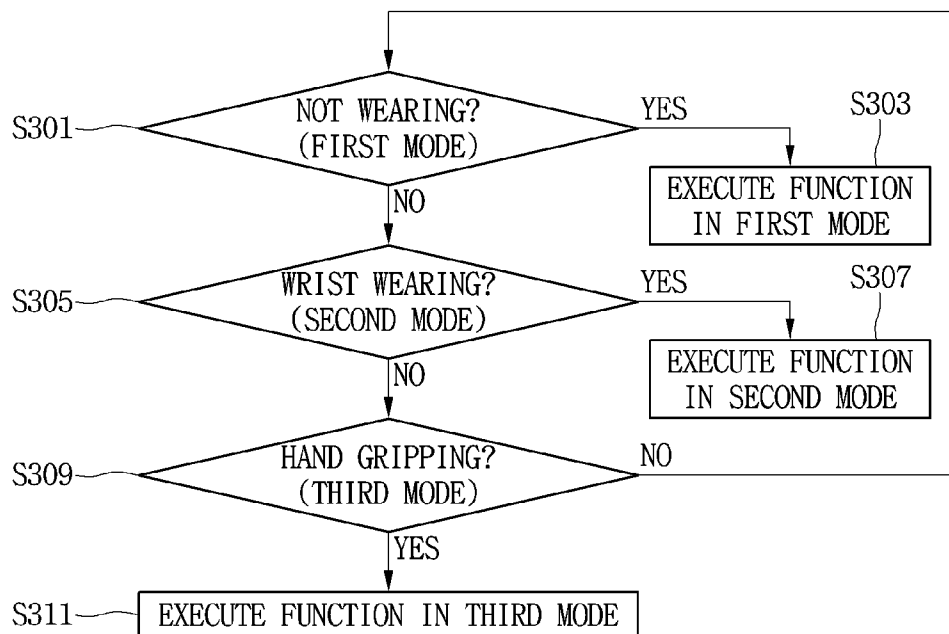 S301
NOT WEARING?
(FIRST MODE)
YES
S303
EXECUTE FUNCTION
IN FIRST MODE
NO
S305
WRIST WEARING?
(SECOND MODE)
YES
S307
EXECUTE FUNCTION
IN SECOND MODE
NO
S309
HAND GRIPPING?
(THIRD MODE)
NO
YES
S311
EXECUTE FUNCTION IN THIRD MODE